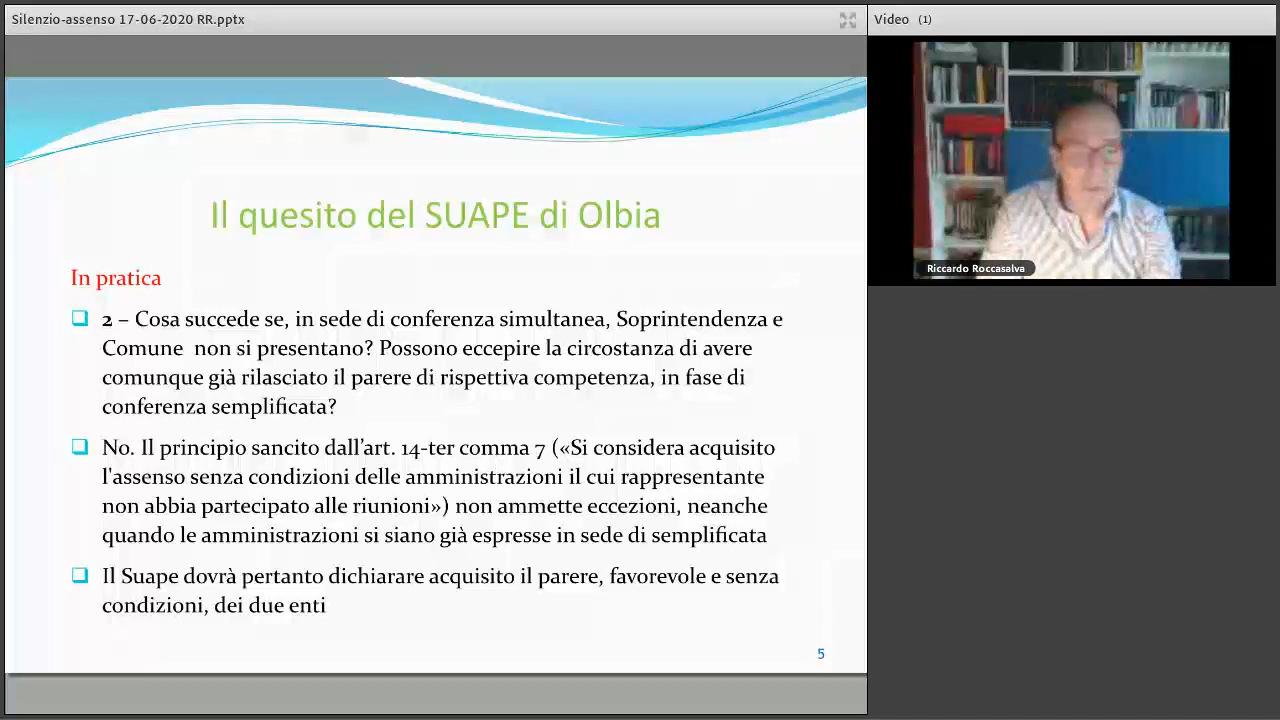 Silenzio-assenso 17-06-2020 RR.pptx
Video (1)
Riccardo Roccasalva
Il quesito del SUAPE di Olbia
In pratica
2 – Cosa succede se, in sede di conferenza simultanea, Soprintendenza e
Comune non si presentano? Possono eccepire la circostanza di avere
comunque già rilasciato il parere di rispettiva competenza, in fase di
conferenza semplificata?
No. Il principio sancito dall'art. 14-ter comma 7 («Si considera acquisito
l'assenso senza condizioni delle amministrazioni il cui rappresentante
non abbia partecipato alle riunioni») non ammette eccezioni, neanche
quando le amministrazioni si siano già espresse in sede di semplificata
Il Suape dovrà pertanto dichiarare acquisito il parere, favorevole e senza
condizioni, dei due enti
5